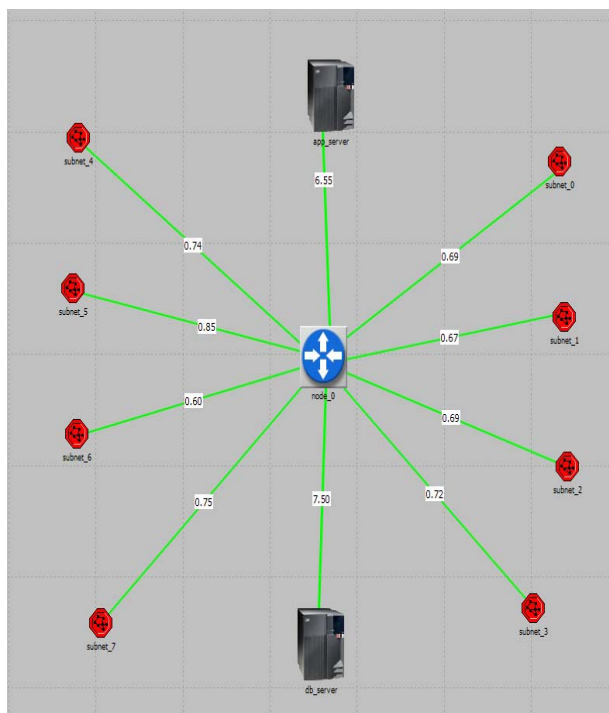 app_server
subnet_4
subnet_0
6.55
0.74
0.69
subnet_5
0.85
0.67
subnet_1
node_0
0.60
0.69
subnet_6
subnet_2
0.75
7.50
0.72
subnet_7
subnet_3
db_server